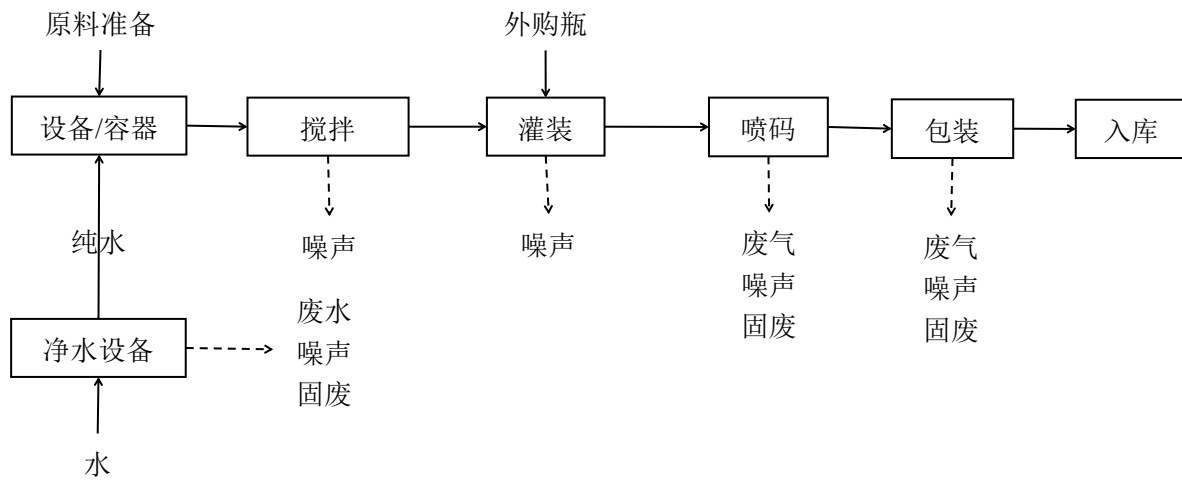 原料准备
外购瓶
设备/容器
搅拌
灌装
喷码
包装
入库
纯水
噪声
噪声
废气
噪声
固废
废气
噪声
固废
净水设备
废水
噪声
固废
水